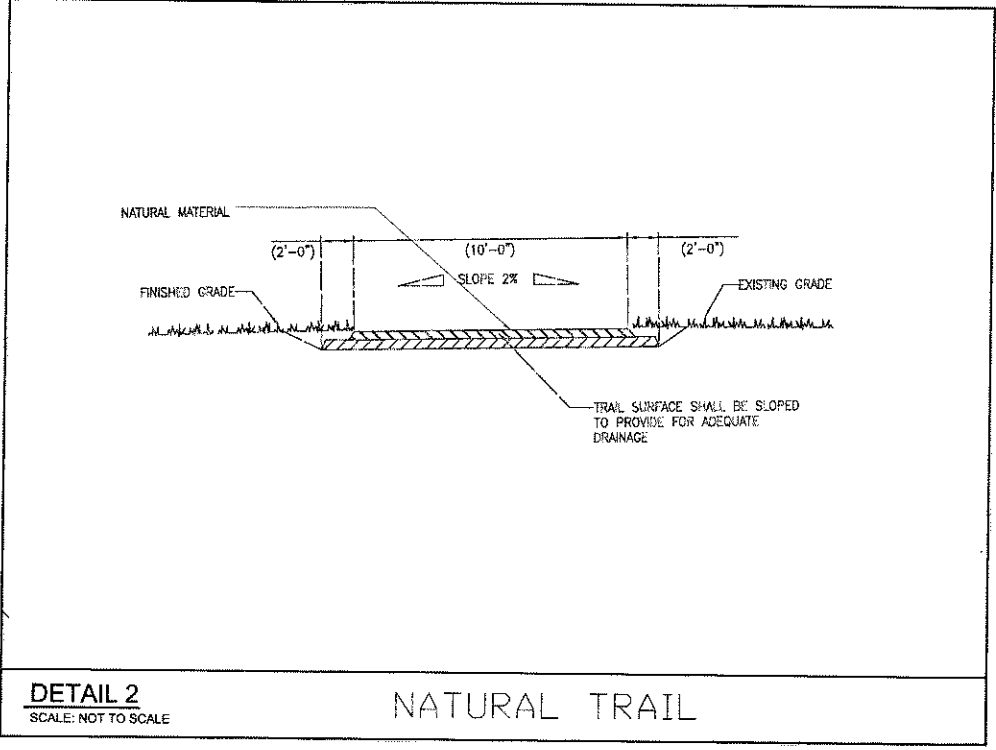 NATURAL MATERIAL
(2'-0") (10'-0") (2'-0")
SLOPE 2%
FINISHED GRADE
EXISTING GRADE
TRAIL SURFACE SHALL BE SLOPED
TO PROVIDE FOR ADEQUATE
DRAINAGE
DETAIL 2
SCALE: NOT TO SCALE
NATURAL TRAIL